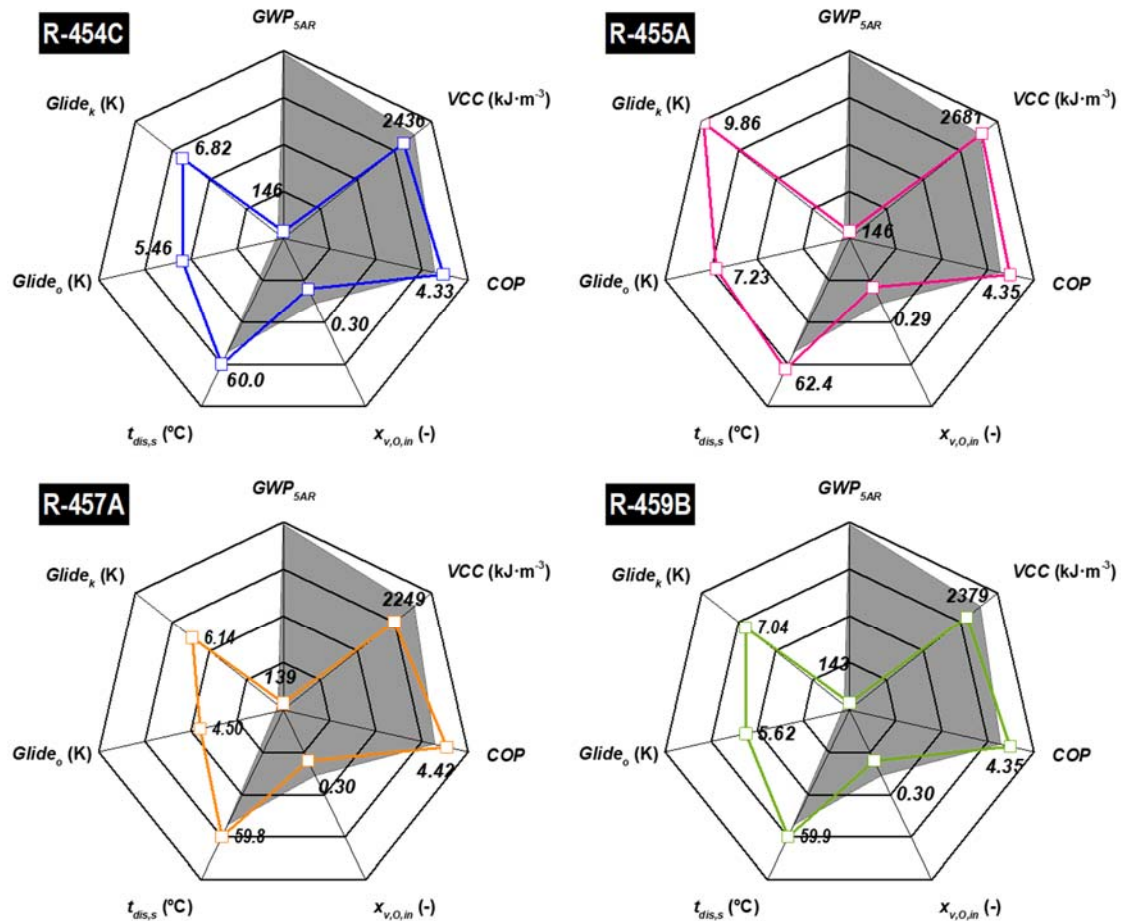 R-454C
GWP5AR
VCC (kJ·m-3)
2436
COP
4.33
xv,O,in (-)
0.30
tdis,s (ºC)
60.0
Glideo (K)
5.46
Glidek (K)
6.82
146
R-455A
GWP5AR
VCC (kJ·m-3)
2681
COP
4.35
xv,O,in (-)
0.29
tdis,s (ºC)
62.4
Glideo (K)
7.23
Glidek (K)
9.86
146
R-457A
GWP5AR
VCC (kJ·m-3)
2249
COP
4.42
xv,O,in (-)
0.30
tdis,s (ºC)
59.8
Glideo (K)
4.50
Glidek (K)
6.14
139
R-459B
GWP5AR
VCC (kJ·m-3)
2379
COP
4.35
xv,O,in (-)
0.30
tdis,s (ºC)
59.9
Glideo (K)
5.62
Glidek (K)
7.04
143